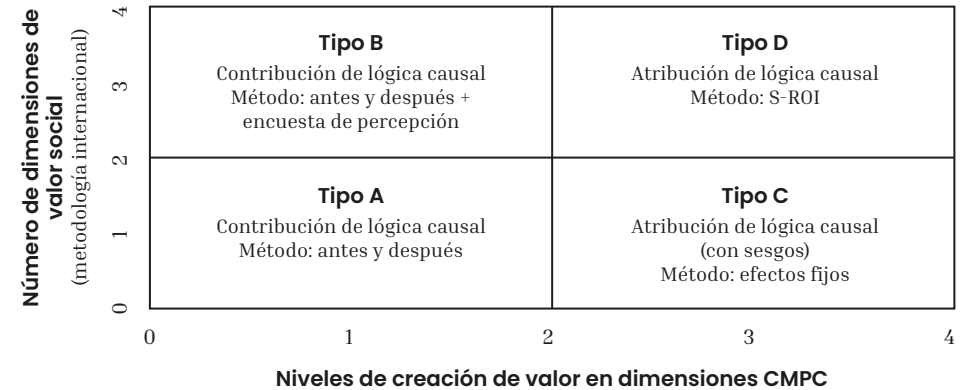 Número de dimensiones de
valor social
(metodología internacional)
4
3
2
1
0
Tipo B
Contribución de lógica causal
Método: antes y después +
encuesta de percepción
Tipo D
Atribución de lógica causal
Método: S-ROI
Tipo A
Contribución de lógica causal
Método: antes y después
Tipo C
Atribución de lógica causal
(con sesgos)
Método: efectos fijos
0
1
2
3
4
Niveles de creación de valor en dimensiones CMPC